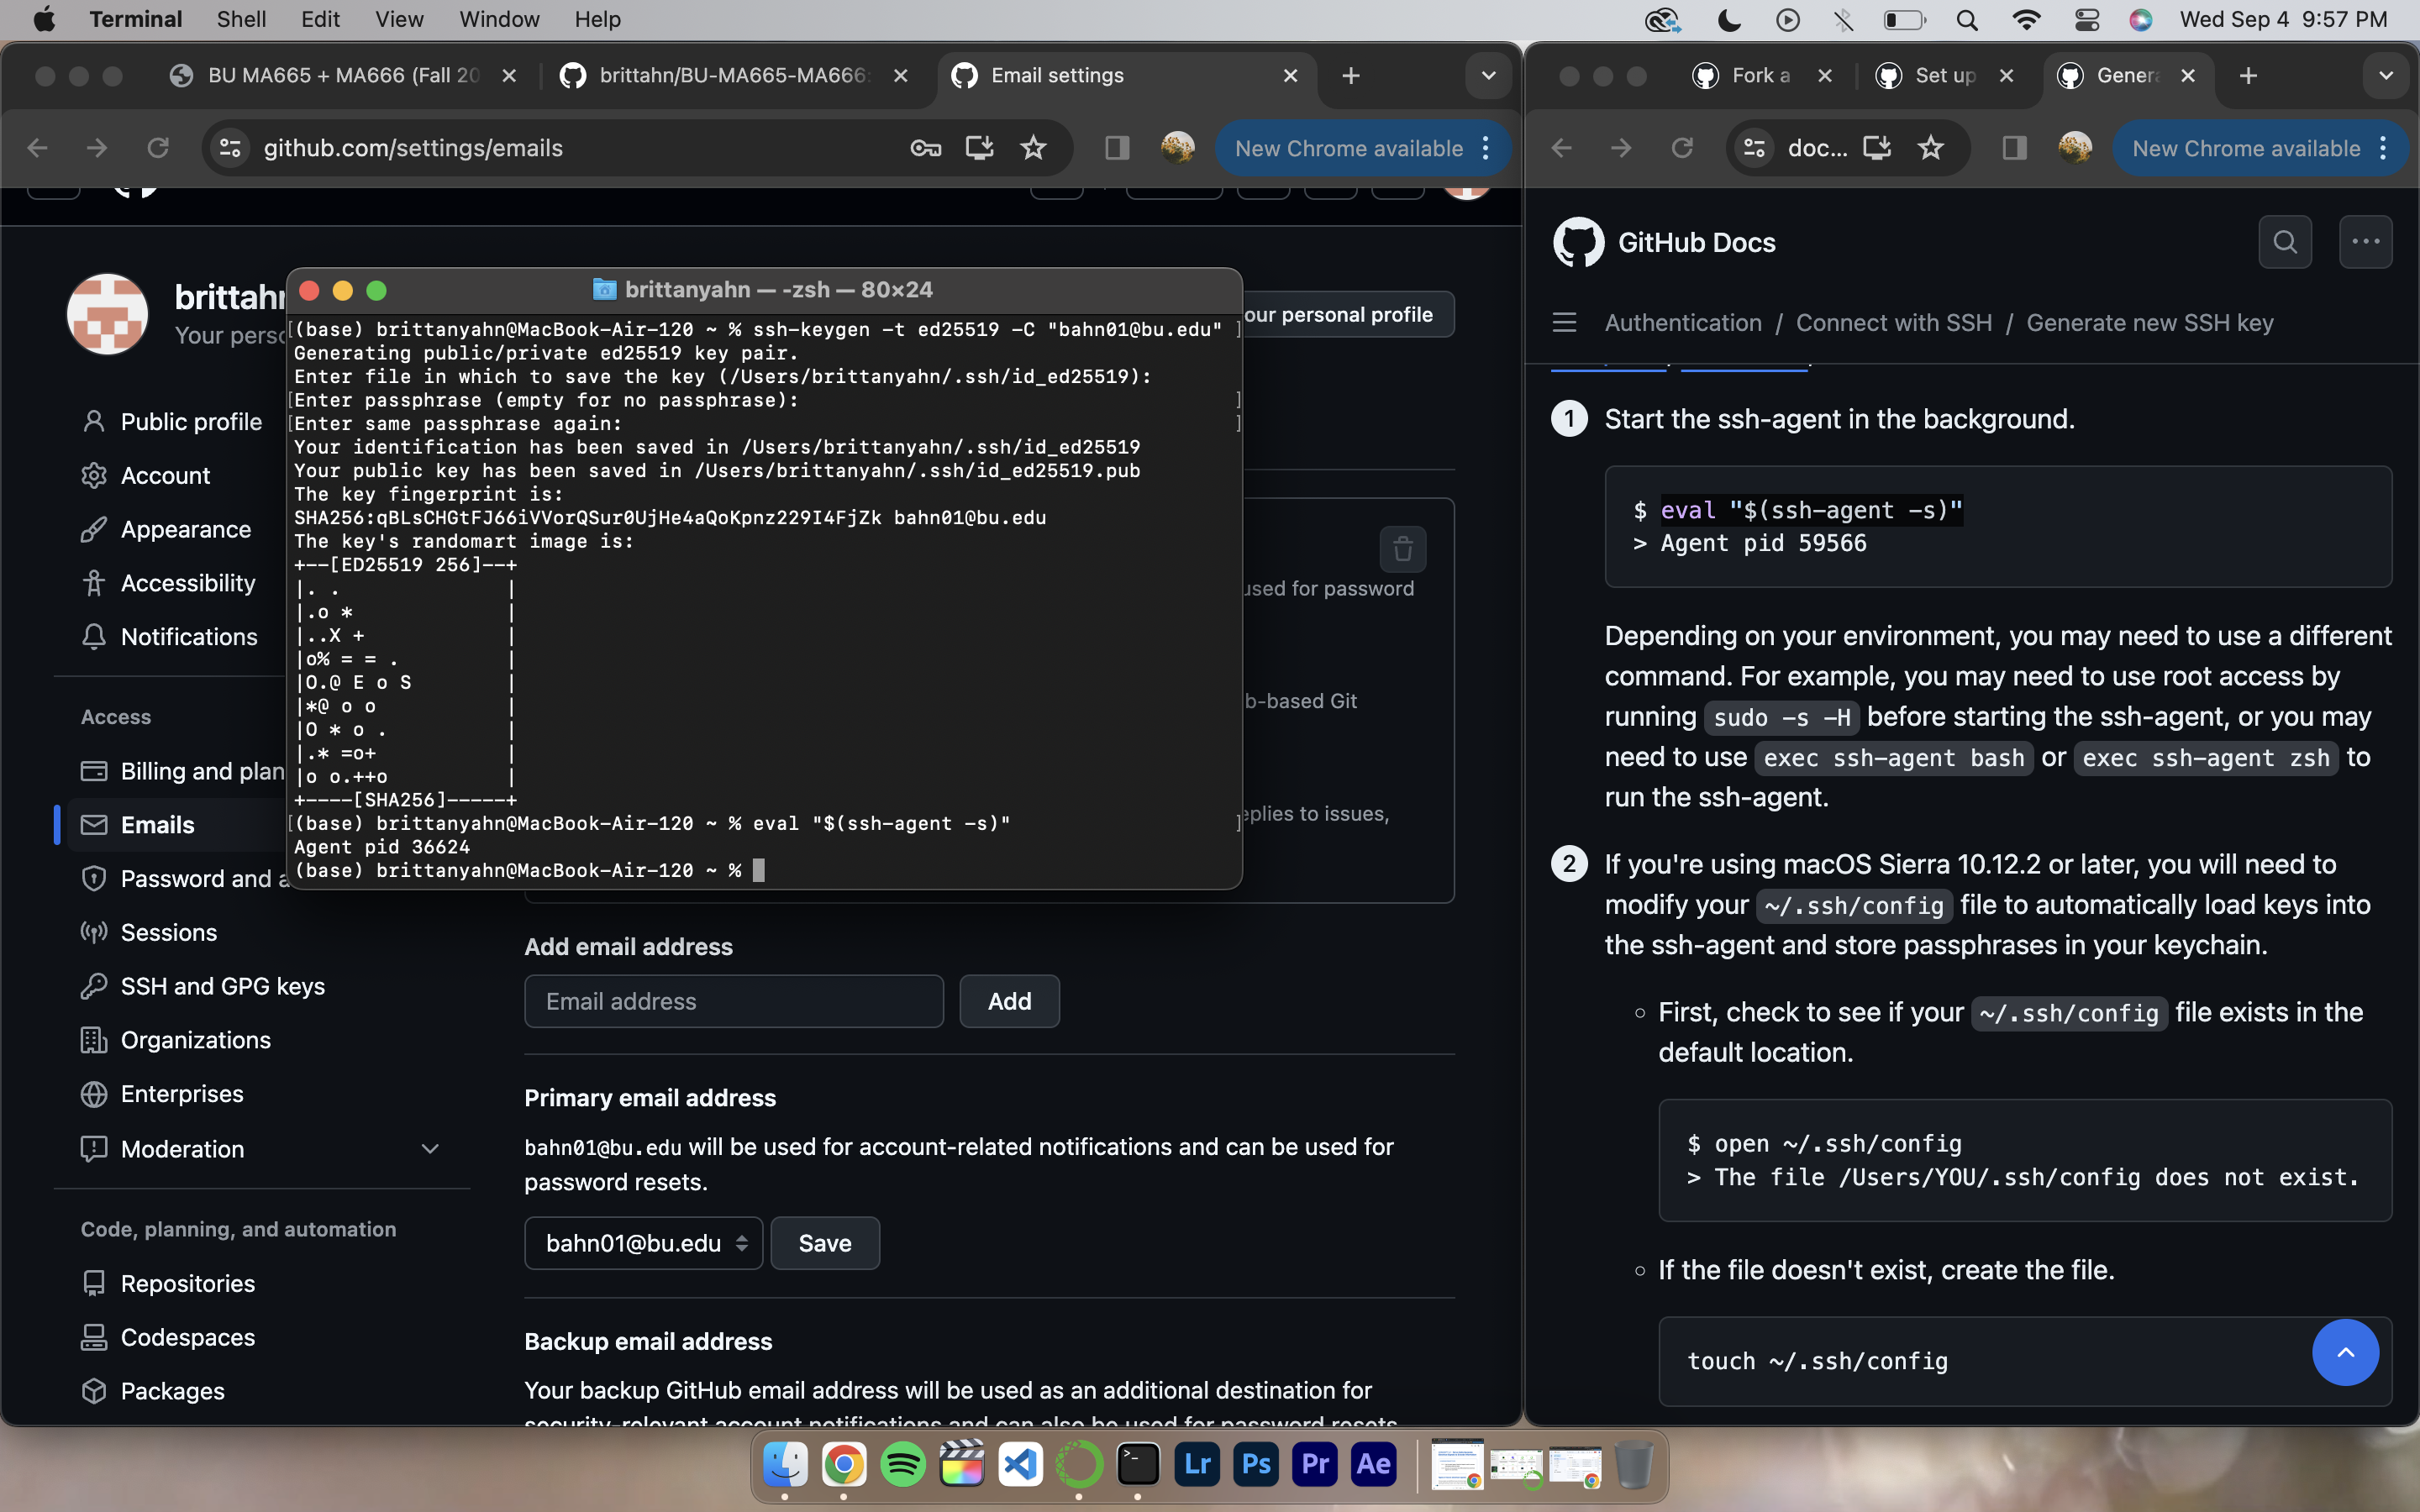 Terminal Shell Edit View Window Help Wed Sep 4 9:57 PM
BU MA665 + MA666 (Fall 20
brittahn/BU-MA665-MA666:
Email settings
github.com/settings/emails
New Chrome available
brittahn
Your perso
our personal profile
Public profile
Account
Appearance
Accessibility
Notifications
Access
Billing and plan
Emails
Password and a
Sessions
SSH and GPG keys
Organizations
Enterprises
Moderation
Code, planning, and automation
Repositories
Codespaces
Packages
brittanyahn — -zsh — 80×24
[(base) brittanyahn@MacBook-Air-120 ~ % ssh-keygen -t ed25519 -C "bahn01@bu.edu" ]
Generating public/private ed25519 key pair.
Enter file in which to save the key (/Users/brittanyahn/.ssh/id_ed25519):
[Enter passphrase (empty for no passphrase): ]
[Enter same passphrase again: ]
Your identification has been saved in /Users/brittanyahn/.ssh/id_ed25519
Your public key has been saved in /Users/brittanyahn/.ssh/id_ed25519.pub
The key fingerprint is:
SHA256:qBLsCHGtFJ66iVVorQSur0UjHe4aQoKpnz229I4FjZk bahn01@bu.edu
The key's randomart image is:
+--[ED25519 256]--+
|. .              |
|.o *             |
|..X +            |
|o% = = .         |
|O.@ E o S        |
|*@ o o           |
|O * o .          |
|.* =o+           |
|o o.++o          |
+----[SHA256]-----+
[(base) brittanyahn@MacBook-Air-120 ~ % eval "$(ssh-agent -s)" ]
Agent pid 36624
(base) brittanyahn@MacBook-Air-120 ~ %
used for password
b-based Git
eplies to issues,
Add email address
Email address
Add
Primary email address
bahn01@bu.edu will be used for account-related notifications and can be used for
password resets.
bahn01@bu.edu
Save
Backup email address
Your backup GitHub email address will be used as an additional destination for
security-relevant account notifications and can also be used for password resets
Fork a
Set up
Genera
doc...
New Chrome available
GitHub Docs
Authentication / Connect with SSH / Generate new SSH key
1 Start the ssh-agent in the background.
$ eval "$(ssh-agent -s)"
> Agent pid 59566
Depending on your environment, you may need to use a different
command. For example, you may need to use root access by
running sudo -s -H before starting the ssh-agent, or you may
need to use exec ssh-agent bash or exec ssh-agent zsh to
run the ssh-agent.
2 If you're using macOS Sierra 10.12.2 or later, you will need to
modify your ~/.ssh/config file to automatically load keys into
the ssh-agent and store passphrases in your keychain.
First, check to see if your ~/.ssh/config file exists in the
default location.
$ open ~/.ssh/config
> The file /Users/YOU/.ssh/config does not exist.
If the file doesn't exist, create the file.
touch ~/.ssh/config
Lr Ps Pr Ae